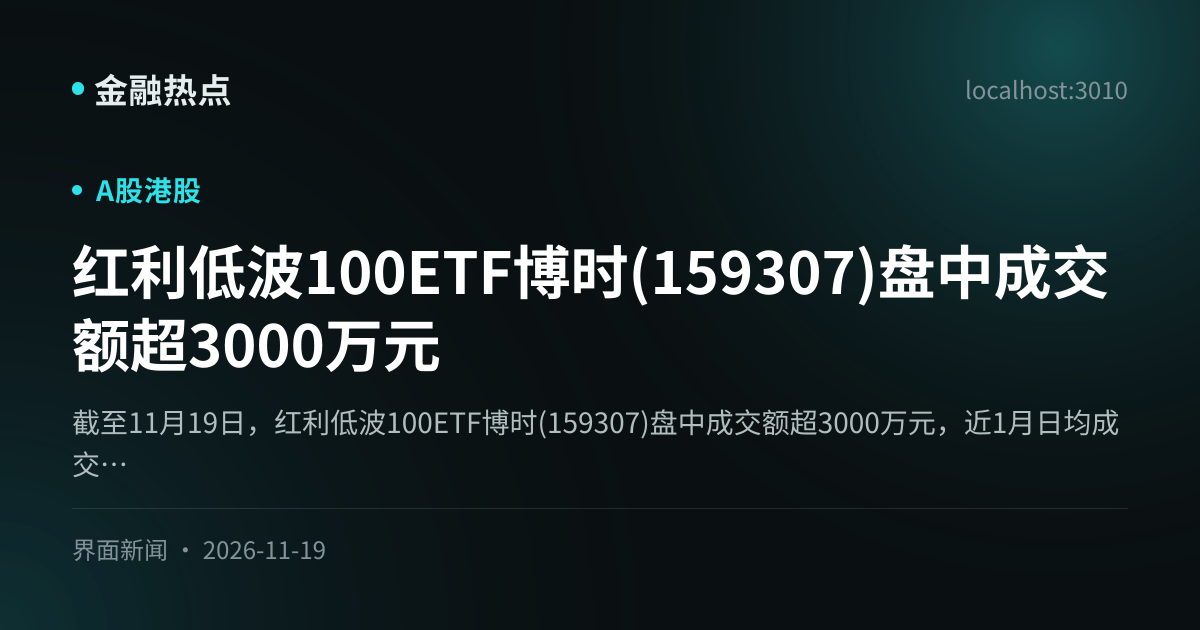 金融热点
localhost:3010
A股港股
红利低波100ETF博时(159307)盘中成交
额超3000万元
截至11月19日，红利低波100ETF博时(159307)盘中成交额超3000万元，近1月日均成
交…
界面新闻 · 2026-11-19